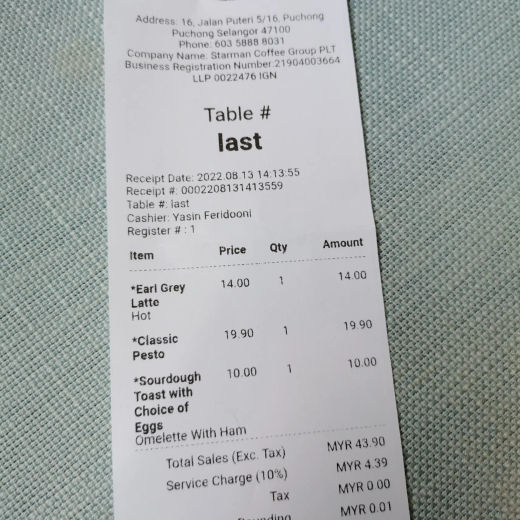 Address: 16, Jalan Puteri 5/16, Puchong
Puchong Selangor 47100
Phone: 603 5888 8031
Company Name: Starman Coffee Group PLT
Business Registration Number:21904003664
LLP 0022476 IGN
Table #
last
Receipt Date: 2022.08.13 14:13:55
Receipt #: 0002208131413559
Table #: last
Cashier: Yasin Feridooni
Register # : 1
Item Price Qty Amount
*Earl Grey 14.00 1 14.00
Latte
Hot
*Classic 19.90 1 19.90
Pesto
*Sourdough 10.00 1 10.00
Toast with
Choice of
Eggs
Omelette With Ham
Total Sales (Exc. Tax) MYR 43.90
Service Charge (10%) MYR 4.39
Tax MYR 0.00
Rounding MYR 0.01